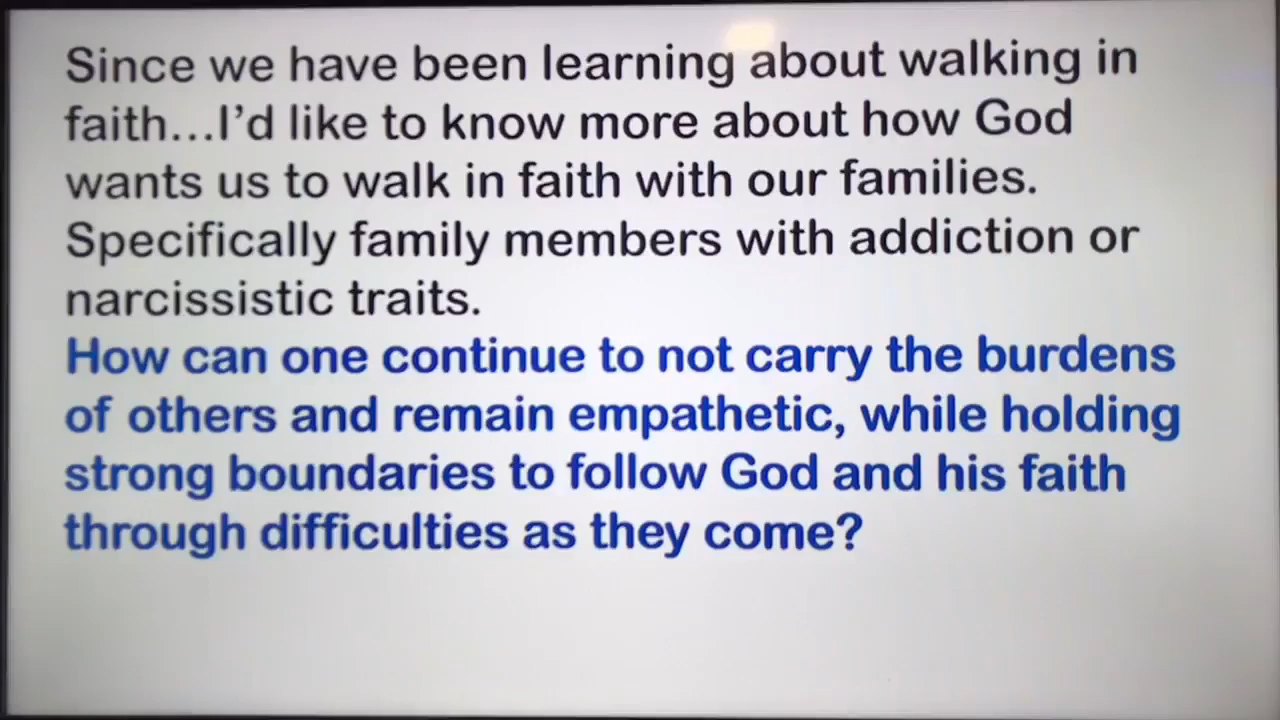 Since we have been learning about walking in
faith...I'd like to know more about how God
wants us to walk in faith with our families.
Specifically family members with addiction or
narcissistic traits.
How can one continue to not carry the burdens
of others and remain empathetic, while holding
strong boundaries to follow God and his faith
through difficulties as they come?